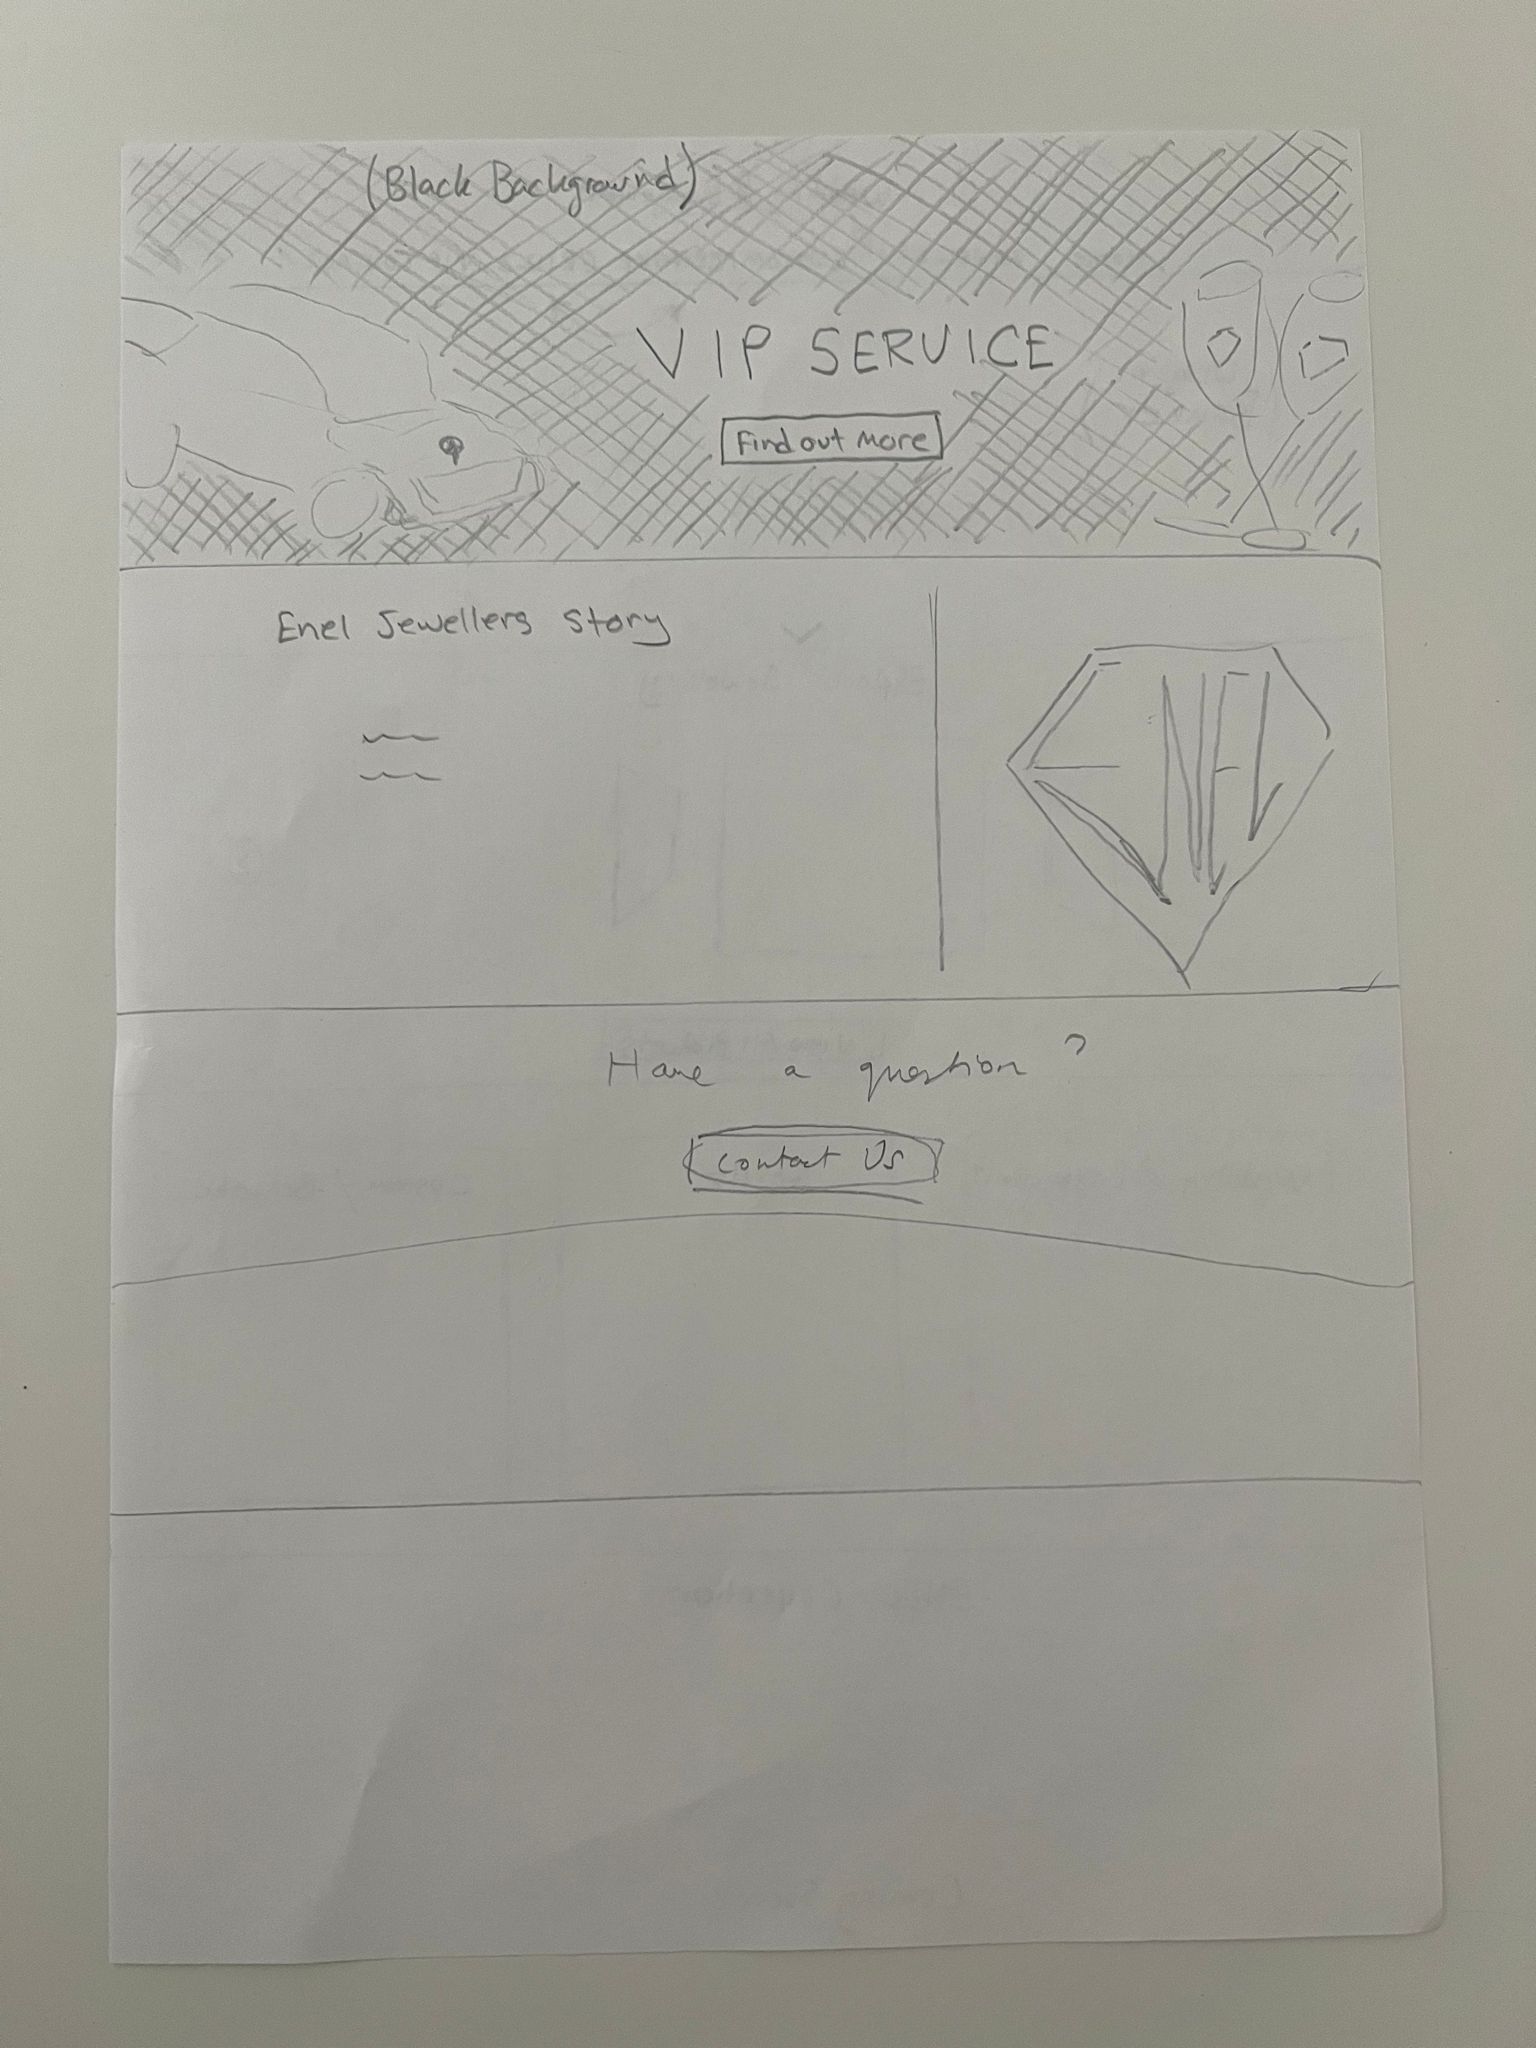 (Black Background)
VIP SERVICE
Find out More
Enel Jewellers Story
ENEL
Have a question?
Contact Us